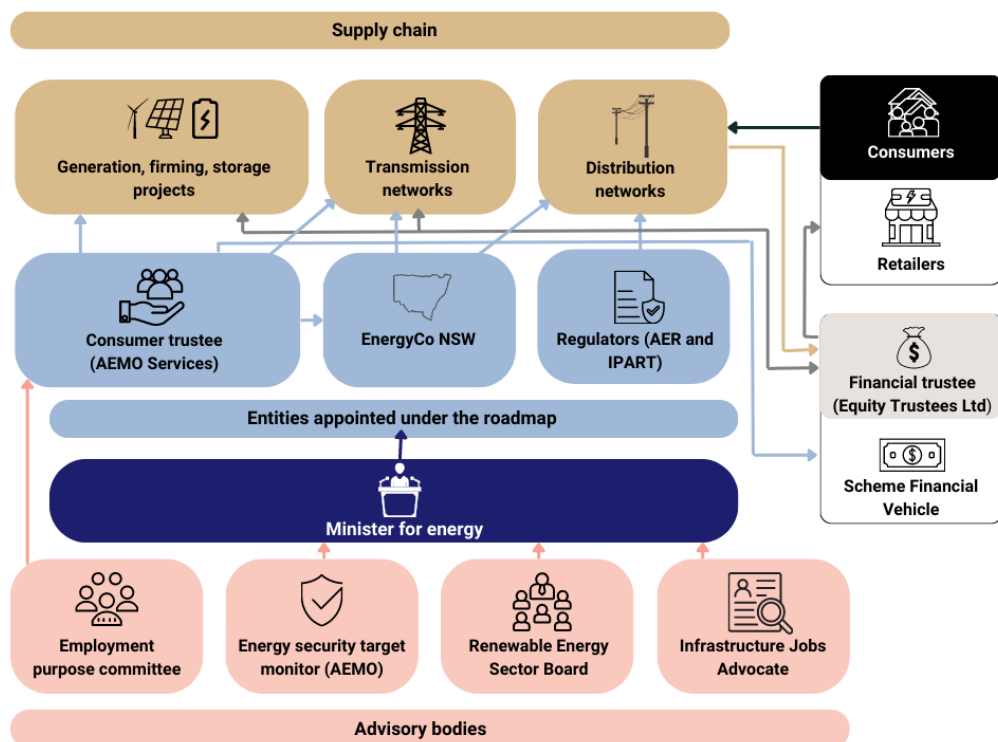 Supply chain
Generation, firming, storage
projects
Transmission
networks
Distribution
networks
Consumers
Retailers
Consumer trustee
(AEMO Services)
EnergyCo NSW
Regulators (AER and
IPART)
Financial trustee
(Equity Trustees Ltd)
Scheme Financial
Vehicle
Entities appointed under the roadmap
Minister for energy
Employment
purpose committee
Energy security target
monitor (AEMO)
Renewable Energy
Sector Board
Infrastructure Jobs
Advocate
Advisory bodies